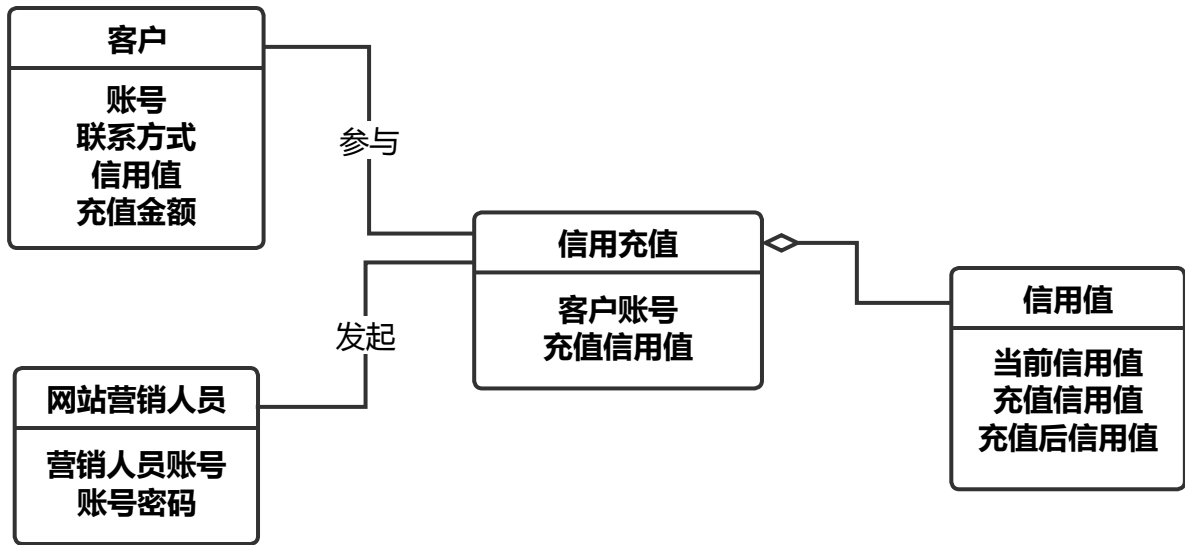 客户
账号
联系方式
信用值
充值金额
参与
信用充值
客户账号
充值信用值
发起
网站营销人员
营销人员账号
账号密码
信用值
当前信用值
充值信用值
充值后信用值